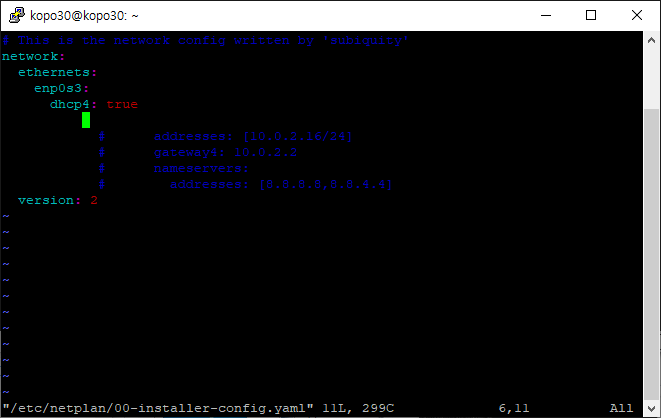 kopo30@kopo30: ~
# This is the network config written by 'subiquity'
network:
  ethernets:
    enp0s3:
      dhcp4: true
            #      addresses: [10.0.2.16/24]
            #      gateway4: 10.0.2.2
            #      nameservers:
            #        addresses: [8.8.8.8,8.8.4.4]
  version: 2
~
~
~
~
~
~
~
~
~
~
~
~
"/etc/netplan/00-installer-config.yaml" 11L, 299C 6,11 All